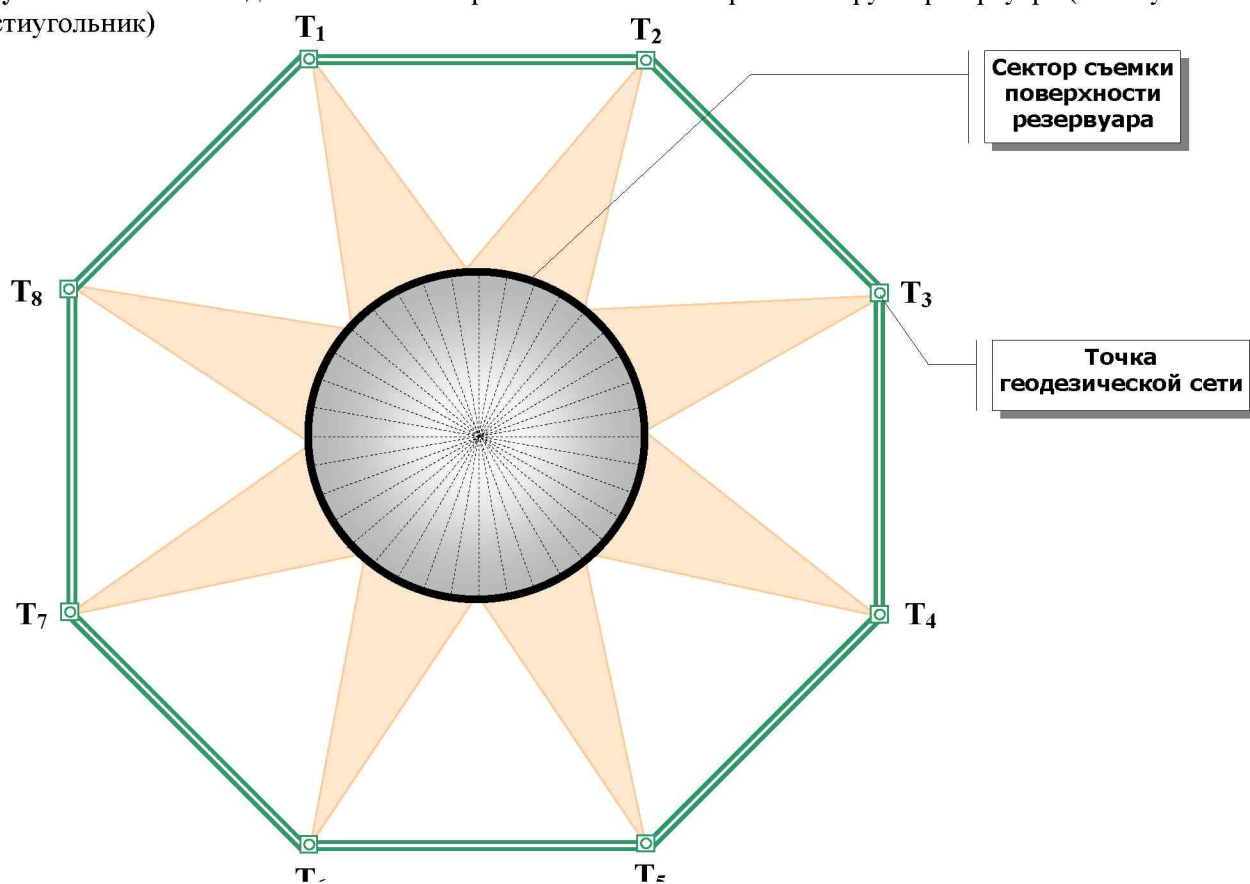 стиугольник)
T₁
T₂
Сектор съемки
поверхности
резервуара
T₈
T₃
Точка
геодезической сети
T₇
T₄
T₅